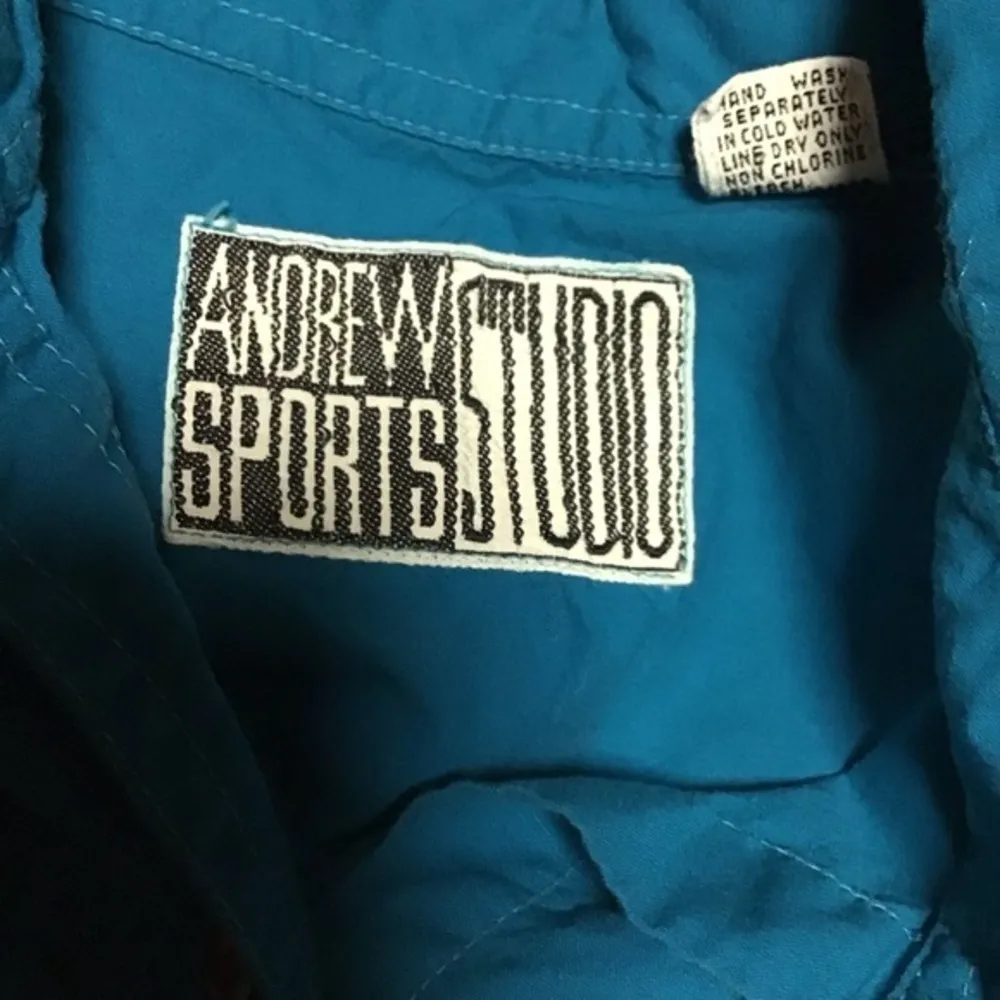 ANDREW
SPORTS
STUDIO
HAND WASH
SEPARATELY
IN COLD WATER
LINE DRY ONLY
NON CHLORINE